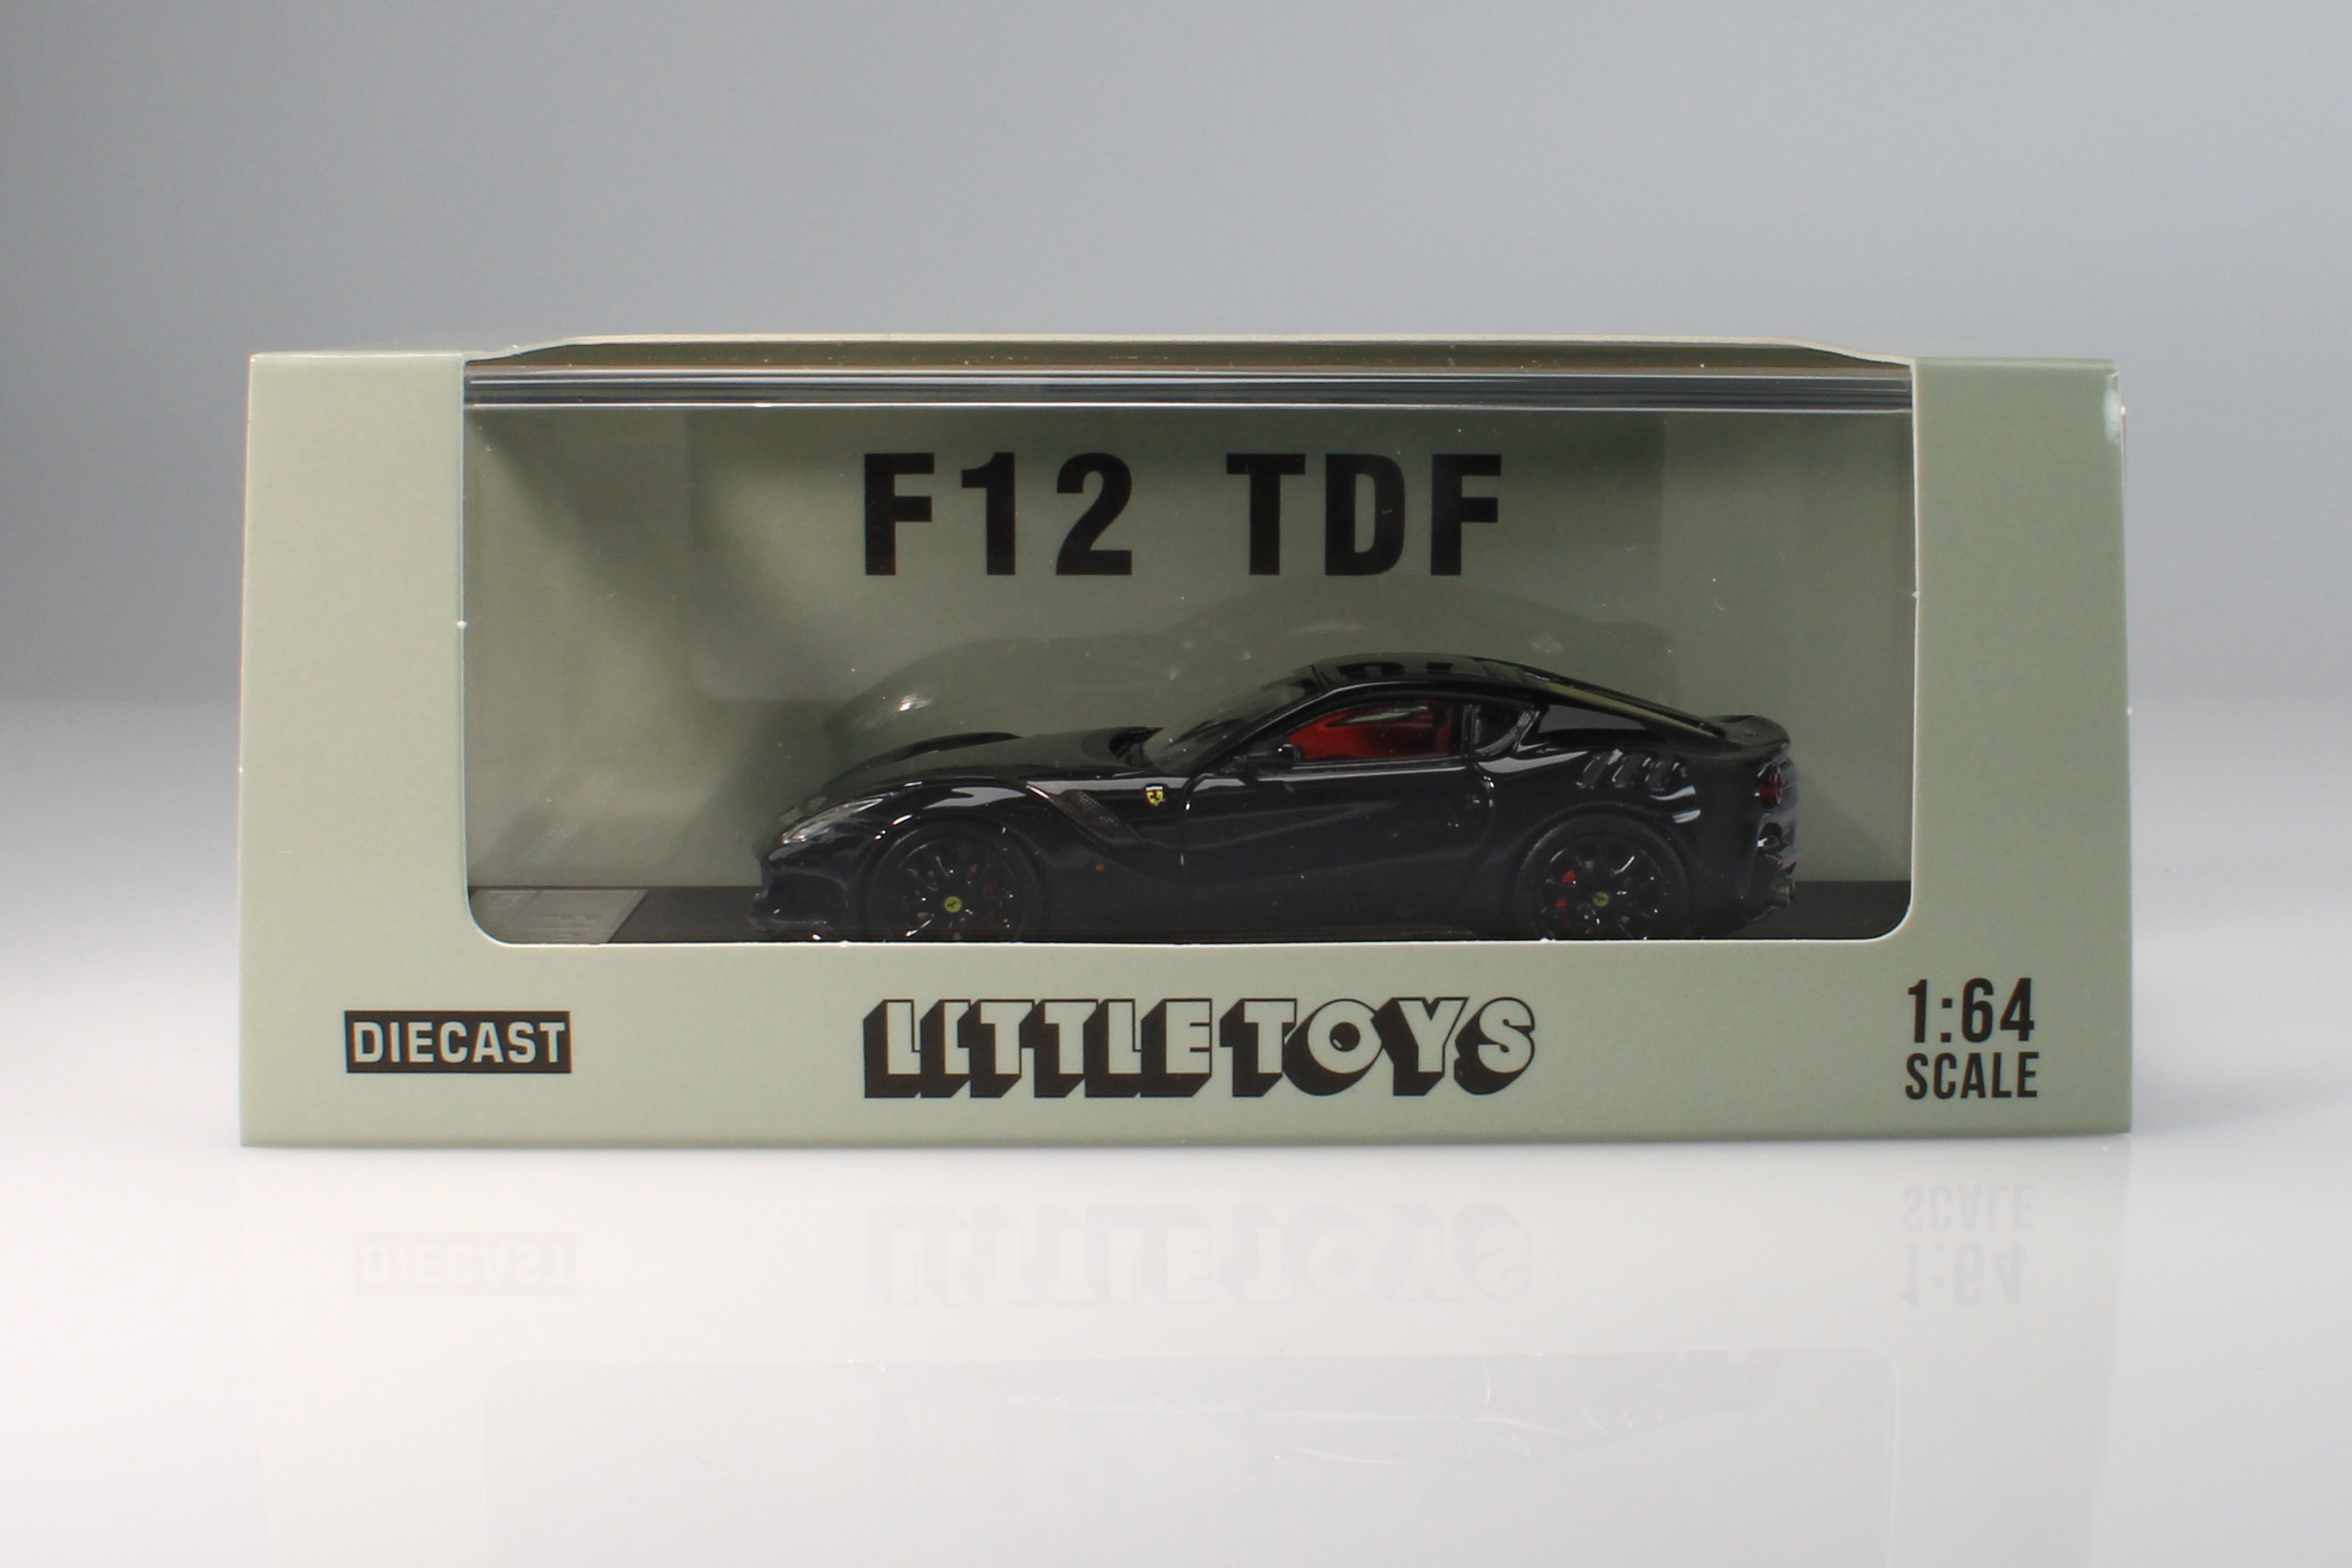 F12 TDF
DIECAST
LITTLE TOYS
1:64
SCALE